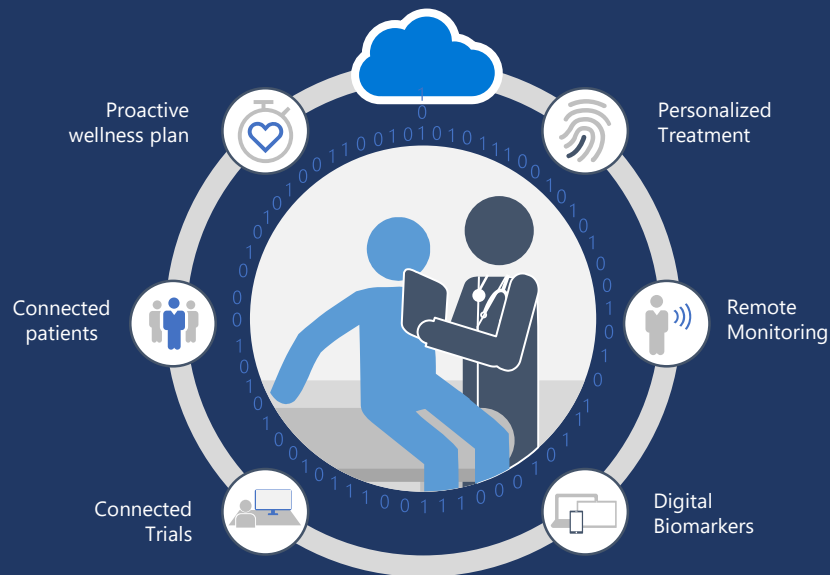 Proactive
wellness plan
Personalized
Treatment
Connected
patients
Remote
Monitoring
Connected
Trials
Digital
Biomarkers